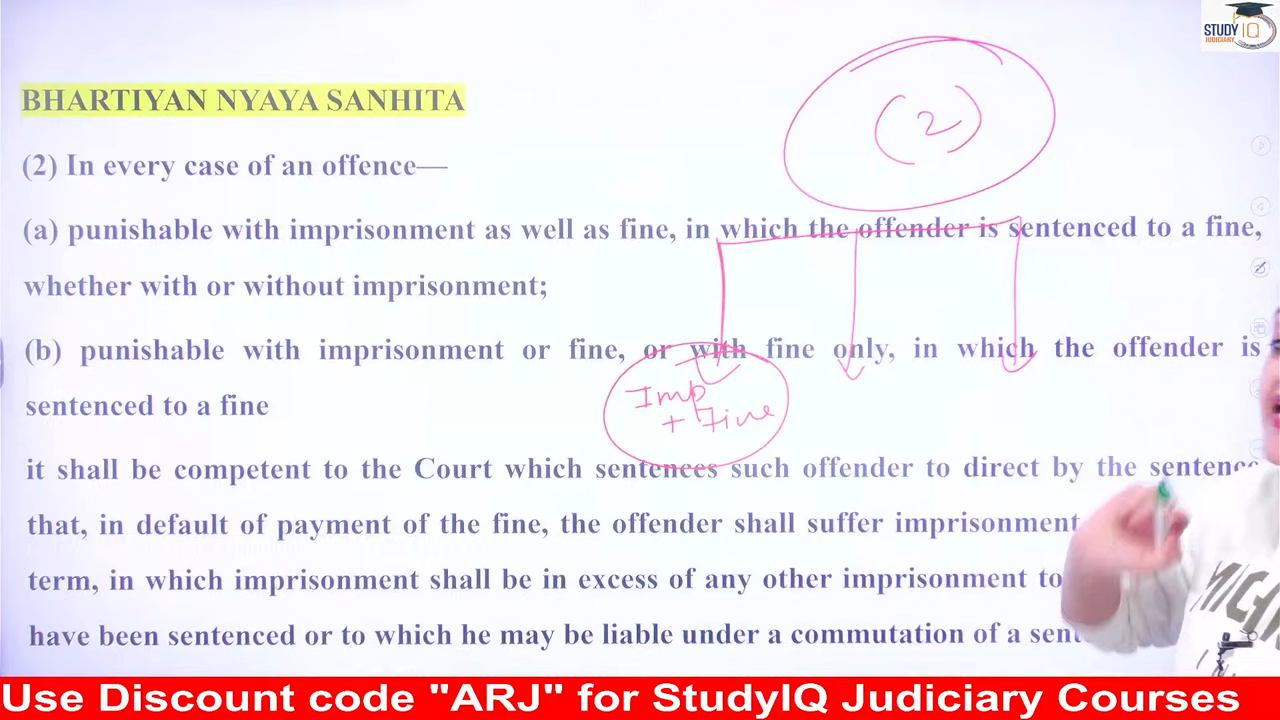 STUDY IQ
JUDICIARY
BHARTIYAN NYAYA SANHITA
(2)
(2) In every case of an offence—
(a) punishable with imprisonment as well as fine, in which the offender is sentenced to a fine,
whether with or without imprisonment;
(b) punishable with imprisonment or fine, or with fine only, in which the offender is
sentenced to a fine
Imp
+ Fine
it shall be competent to the Court which sentences such offender to direct by the sentence
that, in default of payment of the fine, the offender shall suffer imprisonment
term, in which imprisonment shall be in excess of any other imprisonment to
have been sentenced or to which he may be liable under a commutation of a
Use Discount code "ARJ" for StudyIQ Judiciary Courses